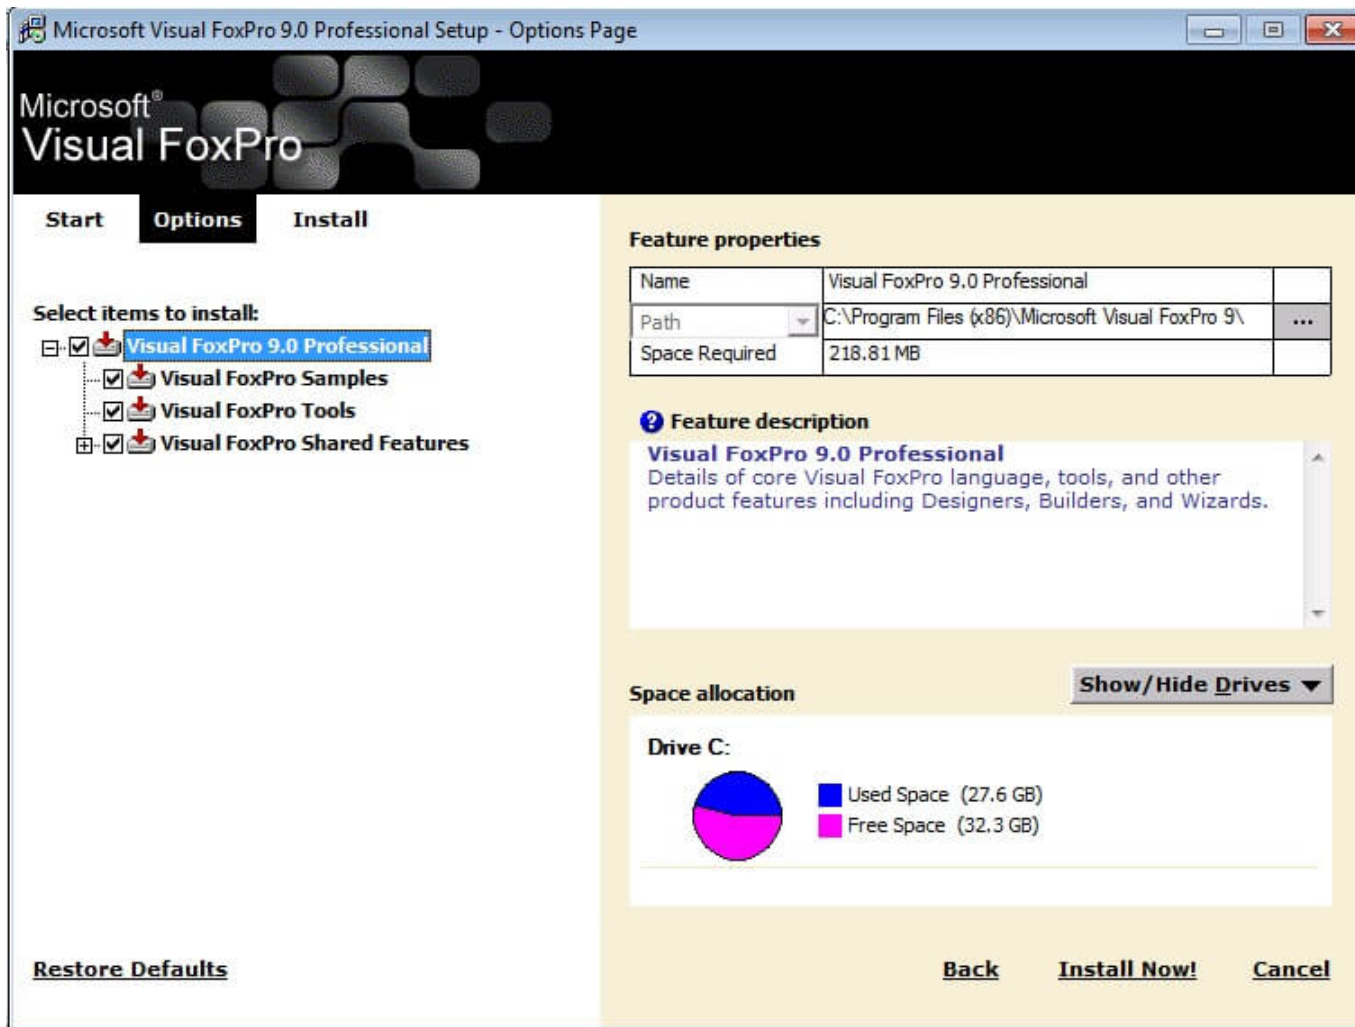 Microsoft Visual FoxPro 9.0 Professional Setup - Options Page
Microsoft®
Visual FoxPro
Start Options Install
Select items to install:
Visual FoxPro 9.0 Professional
Visual FoxPro Samples
Visual FoxPro Tools
Visual FoxPro Shared Features
Restore Defaults
Feature properties
Name Visual FoxPro 9.0 Professional
Path C:\Program Files (x86)\Microsoft Visual FoxPro 9\ ...
Space Required 218.81 MB
? Feature description
Visual FoxPro 9.0 Professional
Details of core Visual FoxPro language, tools, and other
product features including Designers, Builders, and Wizards.
Space allocation
Show/Hide Drives
Drive C:
Used Space (27.6 GB)
Free Space (32.3 GB)
Back Install Now! Cancel